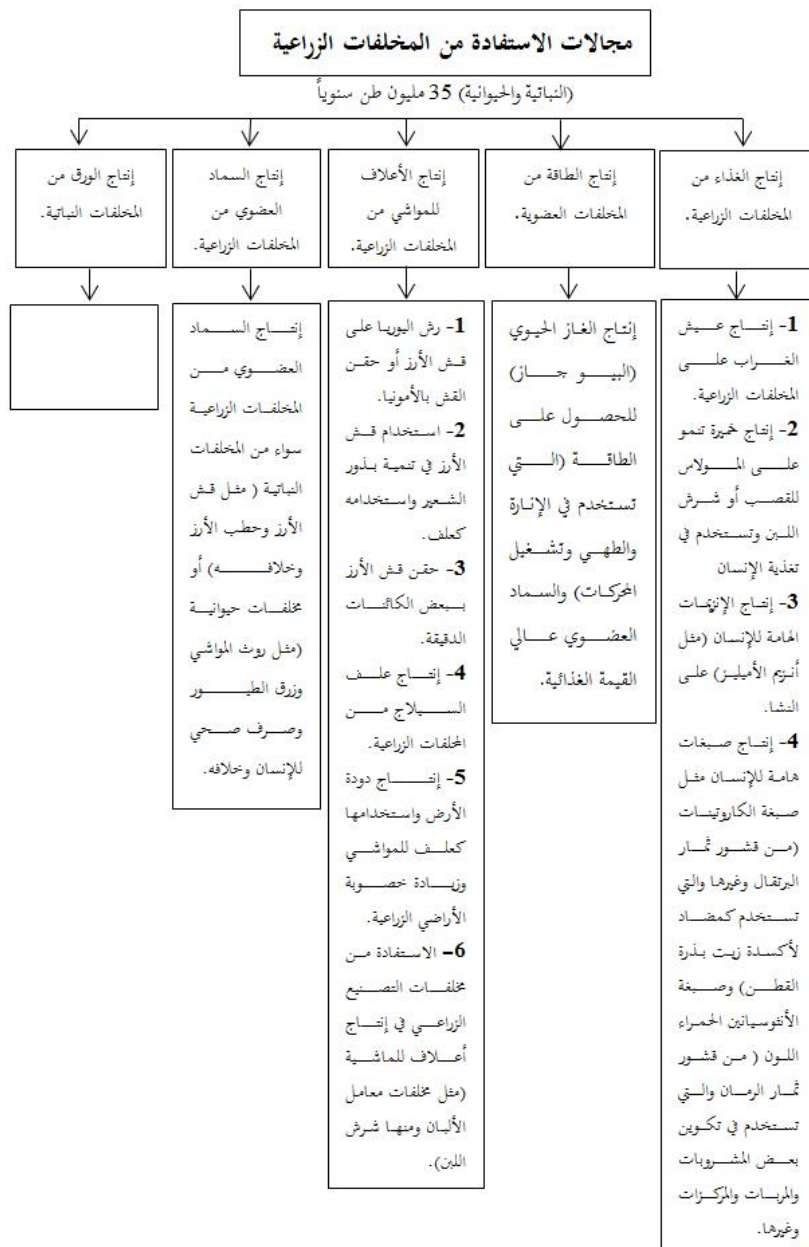 مجالات الاستفادة من المخلفات الزراعية
(النباتية والحيوانية) 35 مليون طن سنوياً
إنتاج الغذاء من
المخلفات الزراعية.
إنتاج الطاقة من
المخلفات العضوية.
إنتاج الأعلاف
للمواشي من
المخلفات الزراعية.
إنتاج السماد
العضوي من
المخلفات الزراعية.
إنتاج الورق من
المخلفات النباتية.
1- إنتاج عيش
الغراب على
المخلفات الزراعية.
2- إنتاج خميرة تنمو
على المولاس
للقصب أو شرش
اللبن وتستخدم في
تغذية الإنسان
3- إنتاج الإنزيمات
الهامة للإنسان (مثل
أنزيم الأميليز) على
النشا.
4- إنتاج صبغات
هامة للإنسان مثل
صبغة الكاروتينات
(من قشور ثمار
البرتقال وغيرها والتي
تستخدم كمضاد
لأكسدة زيت بذرة
القطن) وصبغة
الأنثوسيانين الحمراء
اللون ( من قشور
ثمار الرمان والتي
تستخدم في تكوين
بعض المشروبات
والمربات والمركزات
وغيرها.
إنتاج الغاز الحيوي
(البيو جاز)
للحصول على
الطاقة (التي
تستخدم في الإنارة
والطهي وتشغيل
المحركات) والسماد
العضوي عالي
القيمة الغذائية.
1- رش اليوريا على
قش الأرز أو حقن
القش بالأمونيا.
2- استخدام قش
الأرز في تنمية بذور
الشعير واستخدامه
كعلف.
3- حقن قش الأرز
ببعض الكائنات
الدقيقة.
4- إنتاج علف
السيلاج من
المخلفات الزراعية.
5- إنتاج دودة
الأرض واستخدامها
كعلف للمواشي
وزيادة خصوبة
الأراضي الزراعية.
6- الاستفادة من
مخلفات التصنيع
الزراعي في إنتاج
أعلاف للماشية
(مثل مخلفات معامل
الألبان ومنها شرش
اللبن).
إنتاج السماد
العضوي من
المخلفات الزراعية
سواء من المخلفات
النباتية ( مثل قش
الأرز وحطب الأرز
وخلافه) أو
مخلفات حيوانية
(مثل روث المواشي
وزرق الطيور
وصرف صحي
للإنسان وخلافه.